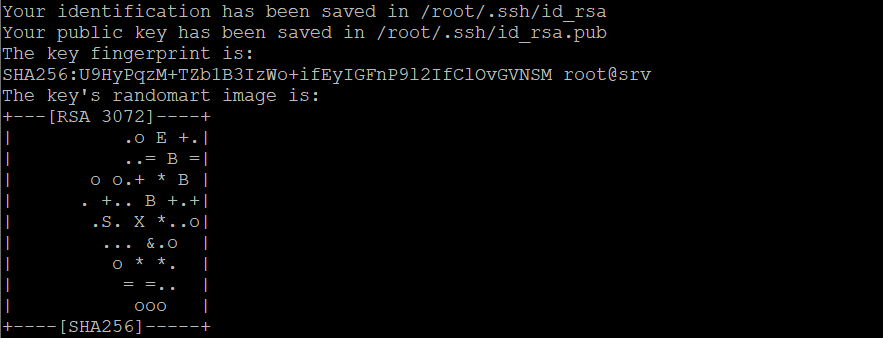 Your identification has been saved in /root/.ssh/id_rsa
Your public key has been saved in /root/.ssh/id_rsa.pub
The key fingerprint is:
SHA256:U9HyPqzM+TZb1B3IzWo+ifEyIGFnP9l2IfClOvGVNSM root@srv
The key's randomart image is:
+---[RSA 3072]----+
|           .o E +.|
|           ..= B =|
|        o o.+ * B |
|       . +.. B +.+|
|        .S. X *..o|
|         ... &.o  |
|          o * *.  |
|           = =..  |
|            ooo   |
+----[SHA256]-----+